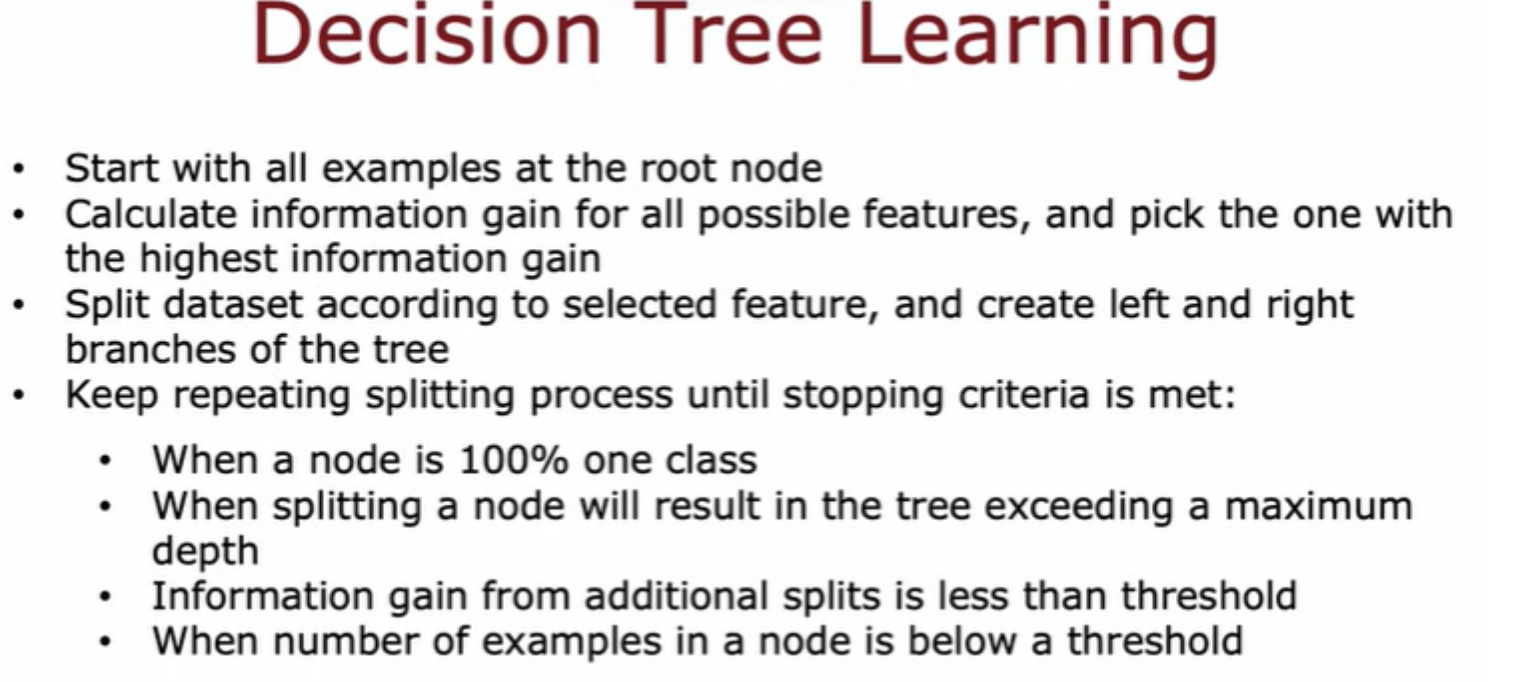 Decision Tree Learning
• Start with all examples at the root node
• Calculate information gain for all possible features, and pick the one with
the highest information gain
• Split dataset according to selected feature, and create left and right
branches of the tree
• Keep repeating splitting process until stopping criteria is met:
• When a node is 100% one class
• When splitting a node will result in the tree exceeding a maximum
depth
• Information gain from additional splits is less than threshold
• When number of examples in a node is below a threshold